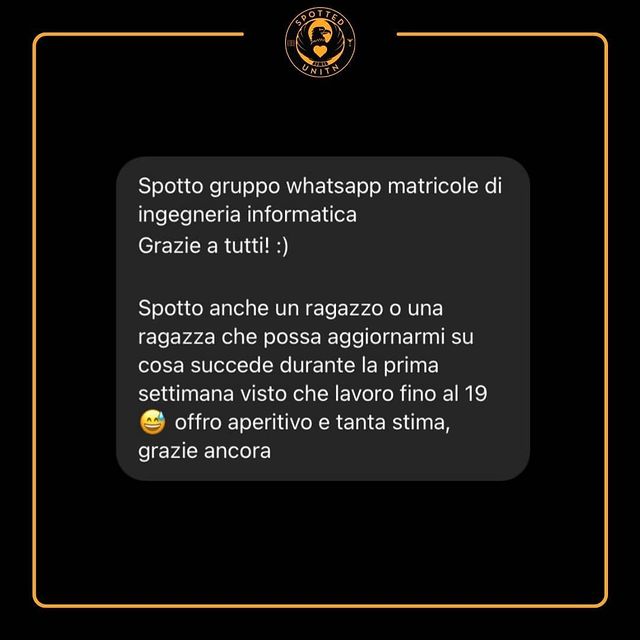 SPOTTED
UNITN
Spotto gruppo whatsapp matricole di
ingegneria informatica
Grazie a tutti! :)
Spotto anche un ragazzo o una
ragazza che possa aggiornarmi su
cosa succede durante la prima
settimana visto che lavoro fino al 19
😅 offro aperitivo e tanta stima,
grazie ancora